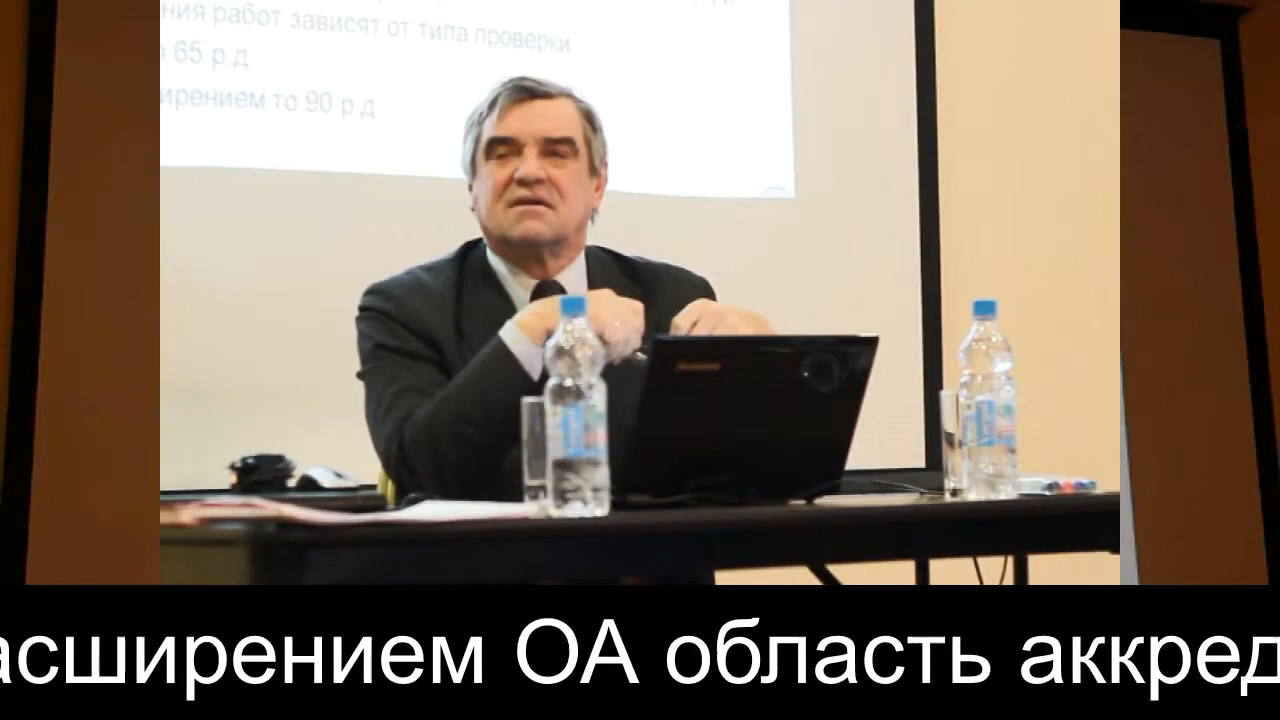 ния работ зависят от типа проверки
65 р.д
ирением то 90 р д
асширением ОА область аккред